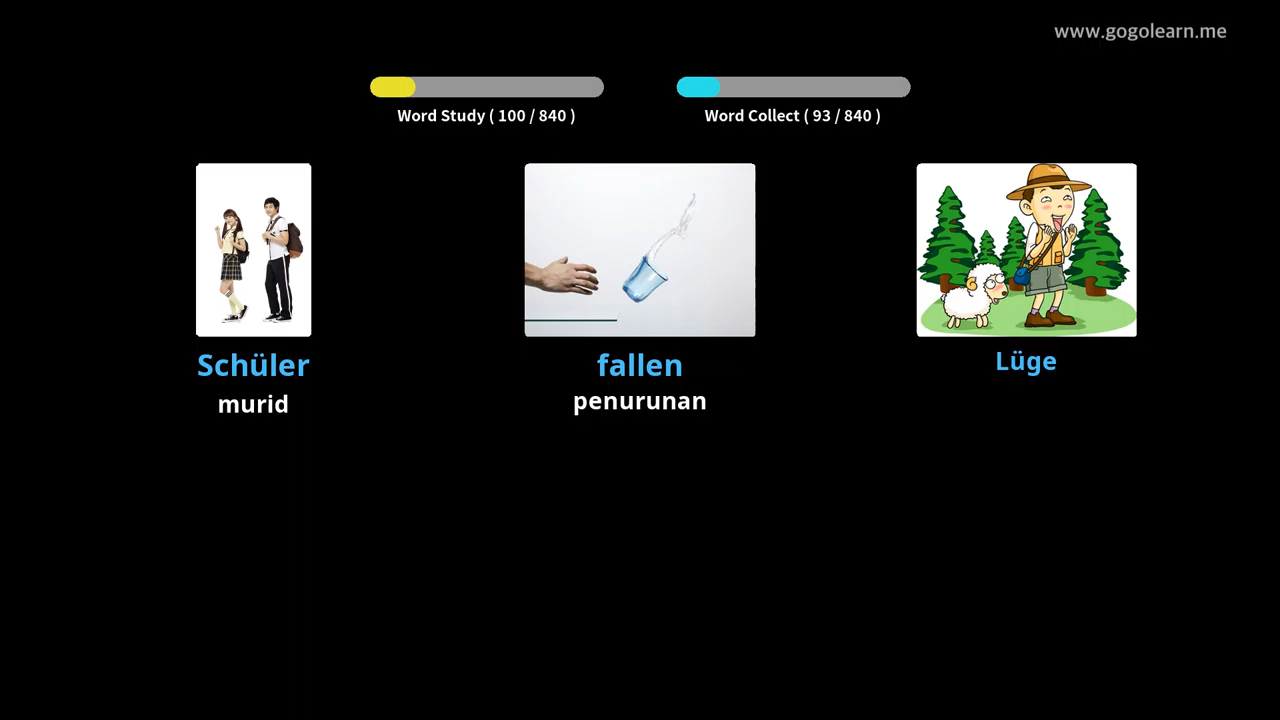 www.gogolearn.me
Word Study ( 100 / 840 )
Word Collect ( 93 / 840 )
Schüler
murid
fallen
penurunan
Lüge